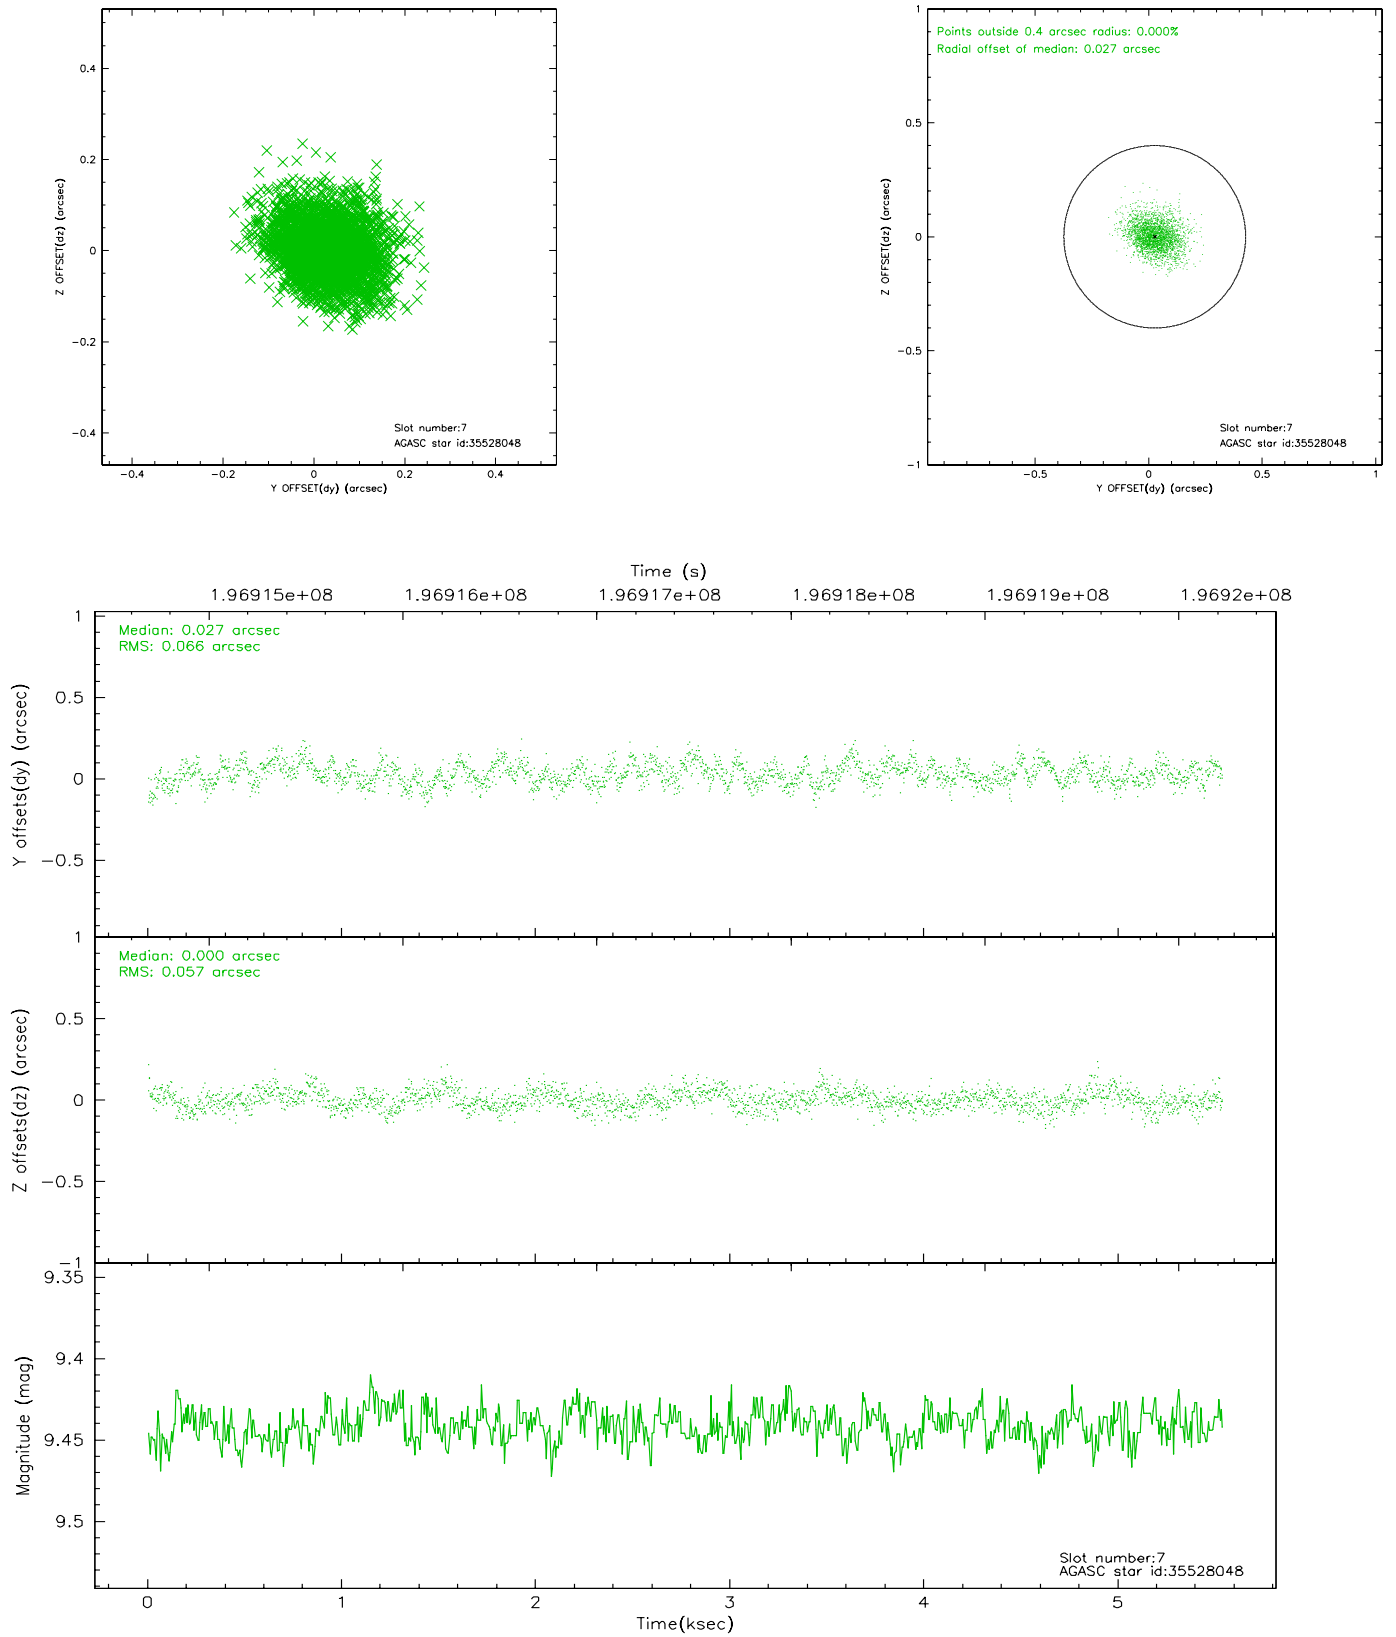 0.4
0.2
0
-0.2
-0.4
Z OFFSET(dz) (arcsec)
-0.4 -0.2 0 0.2 0.4
Y OFFSET(dy) (arcsec)
Slot number:7
AGASC star id:35528048
Points outside 0.4 arcsec radius: 0.000%
Radial offset of median: 0.027 arcsec
1
0.5
0
-0.5
-1
Z OFFSET(dz) (arcsec)
-0.5 0 0.5 1
Y OFFSET(dy) (arcsec)
Slot number:7
AGASC star id:35528048
Time (s)
1.96915e+08 1.96916e+08 1.96917e+08 1.96918e+08 1.96919e+08 1.9692e+08
Median: 0.027 arcsec
RMS: 0.066 arcsec
1
0.5
0
-0.5
Y offsets(dy) (arcsec)
Median: 0.000 arcsec
RMS: 0.057 arcsec
1
0.5
0
-0.5
-1
Z offsets(dz) (arcsec)
9.35
9.4
9.45
9.5
Magnitude (mag)
Slot number:7
AGASC star id:35528048
0 1 2 3 4 5
Time(ksec)